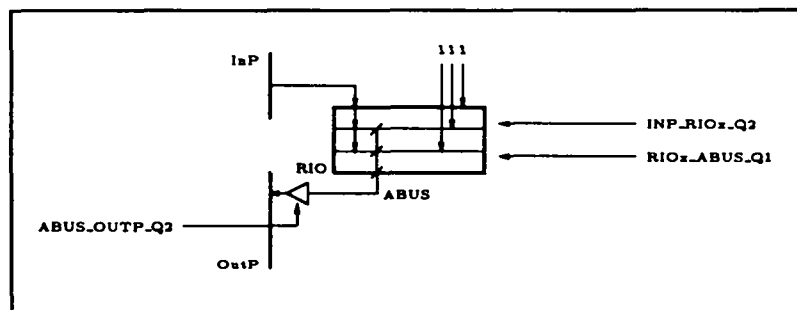 InP
111
INP_RIOx_Q2
RIOx_ABUS_Q1
RIO
ABUS
ABUS_OUTP_Q2
OutP